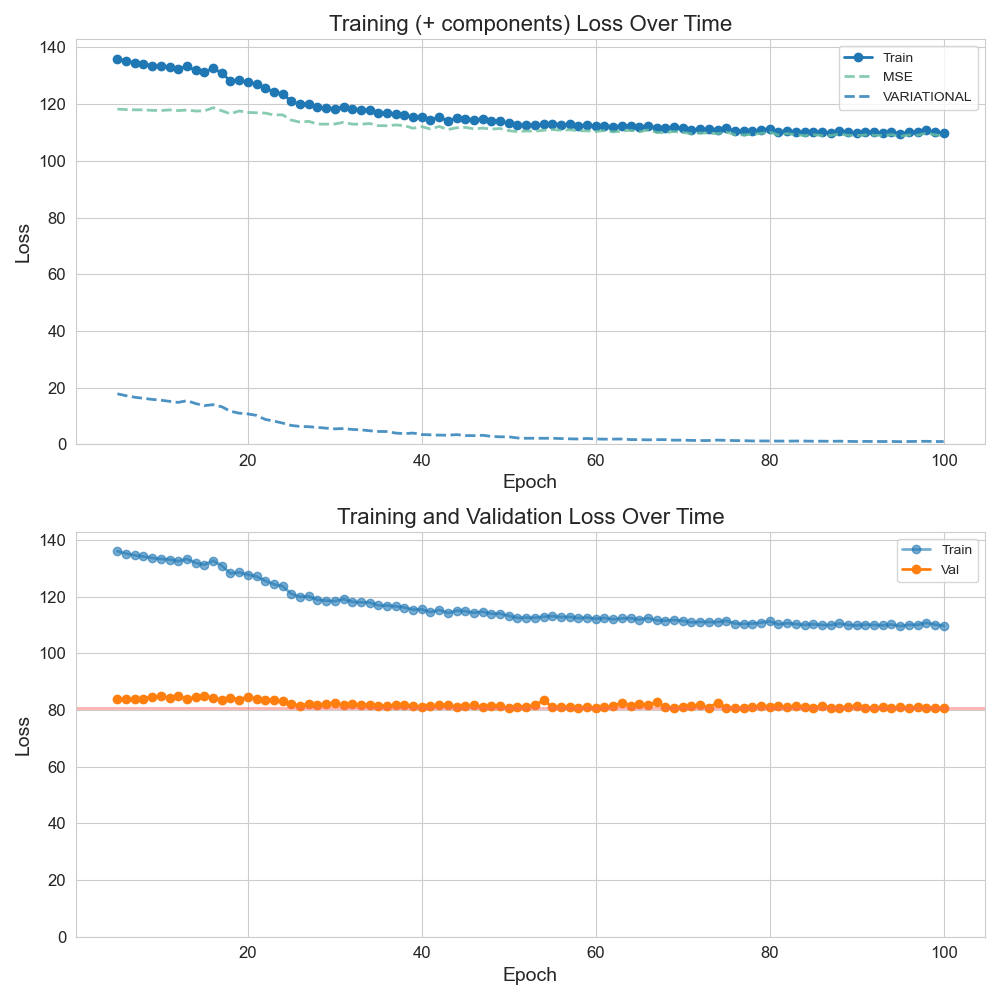 Training (+ components) Loss Over Time
140
120
100
80
60
40
20
0
Loss
Train
MSE
VARIATIONAL
20 40 60 80 100
Epoch
Training and Validation Loss Over Time
140
120
100
80
60
40
20
0
Loss
Train
Val
20 40 60 80 100
Epoch